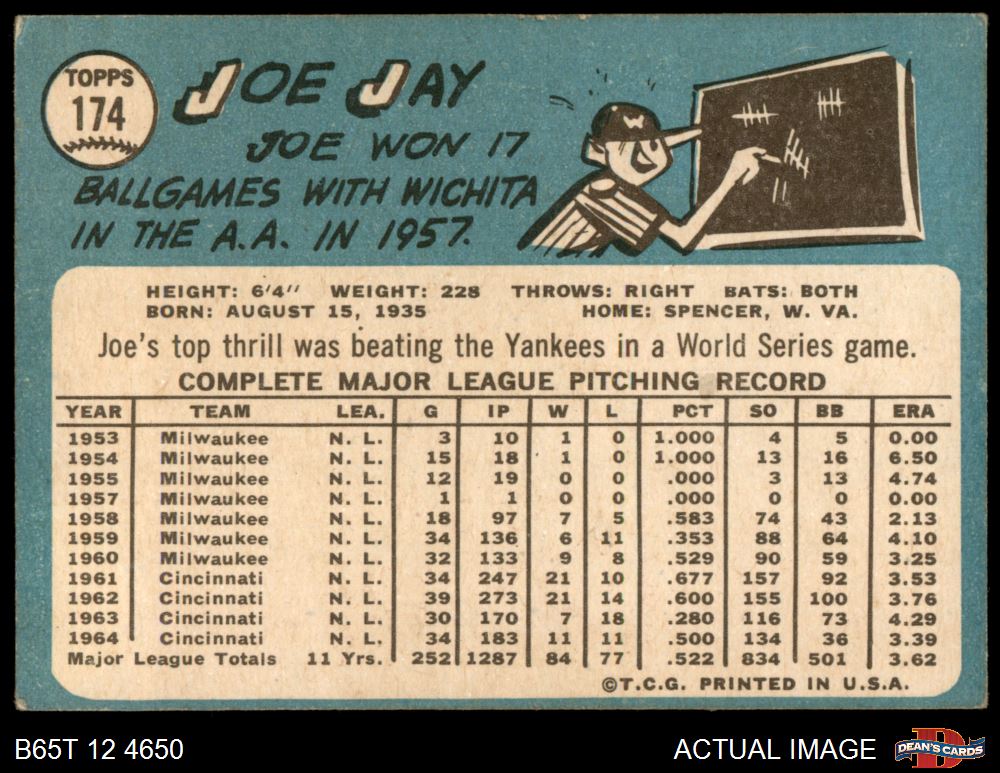 TOPPS
174
JOE JAY
JOE WON 17
BALLGAMES WITH WICHITA
IN THE A.A. IN 1957.
W
HEIGHT: 6'4" WEIGHT: 228 THROWS: RIGHT BATS: BOTH
BORN: AUGUST 15, 1935 HOME: SPENCER, W. VA.
Joe's top thrill was beating the Yankees in a World Series game.
COMPLETE MAJOR LEAGUE PITCHING RECORD
YEAR TEAM LEA. G IP W L PCT SO BB ERA
1953 Milwaukee N. L. 3 10 1 0 1.000 4 5 0.00
1954 Milwaukee N. L. 15 18 1 0 1.000 13 16 6.50
1955 Milwaukee N. L. 12 19 0 0 .000 3 13 4.74
1957 Milwaukee N. L. 1 1 0 0 .000 0 0 0.00
1958 Milwaukee N. L. 18 97 7 5 .583 74 43 2.13
1959 Milwaukee N. L. 34 136 6 11 .353 88 64 4.10
1960 Milwaukee N. L. 32 133 9 8 .529 90 59 3.25
1961 Cincinnati N. L. 34 247 21 10 .677 157 92 3.53
1962 Cincinnati N. L. 39 273 21 14 .600 155 100 3.76
1963 Cincinnati N. L. 30 170 7 18 .280 116 73 4.29
1964 Cincinnati N. L. 34 183 11 11 .500 134 36 3.39
Major League Totals 11 Yrs. 252 1287 84 77 .522 834 501 3.62
©T.C.G. PRINTED IN U.S.A.
B65T 12 4650 ACTUAL IMAGE
D
DEAN'S CARDS